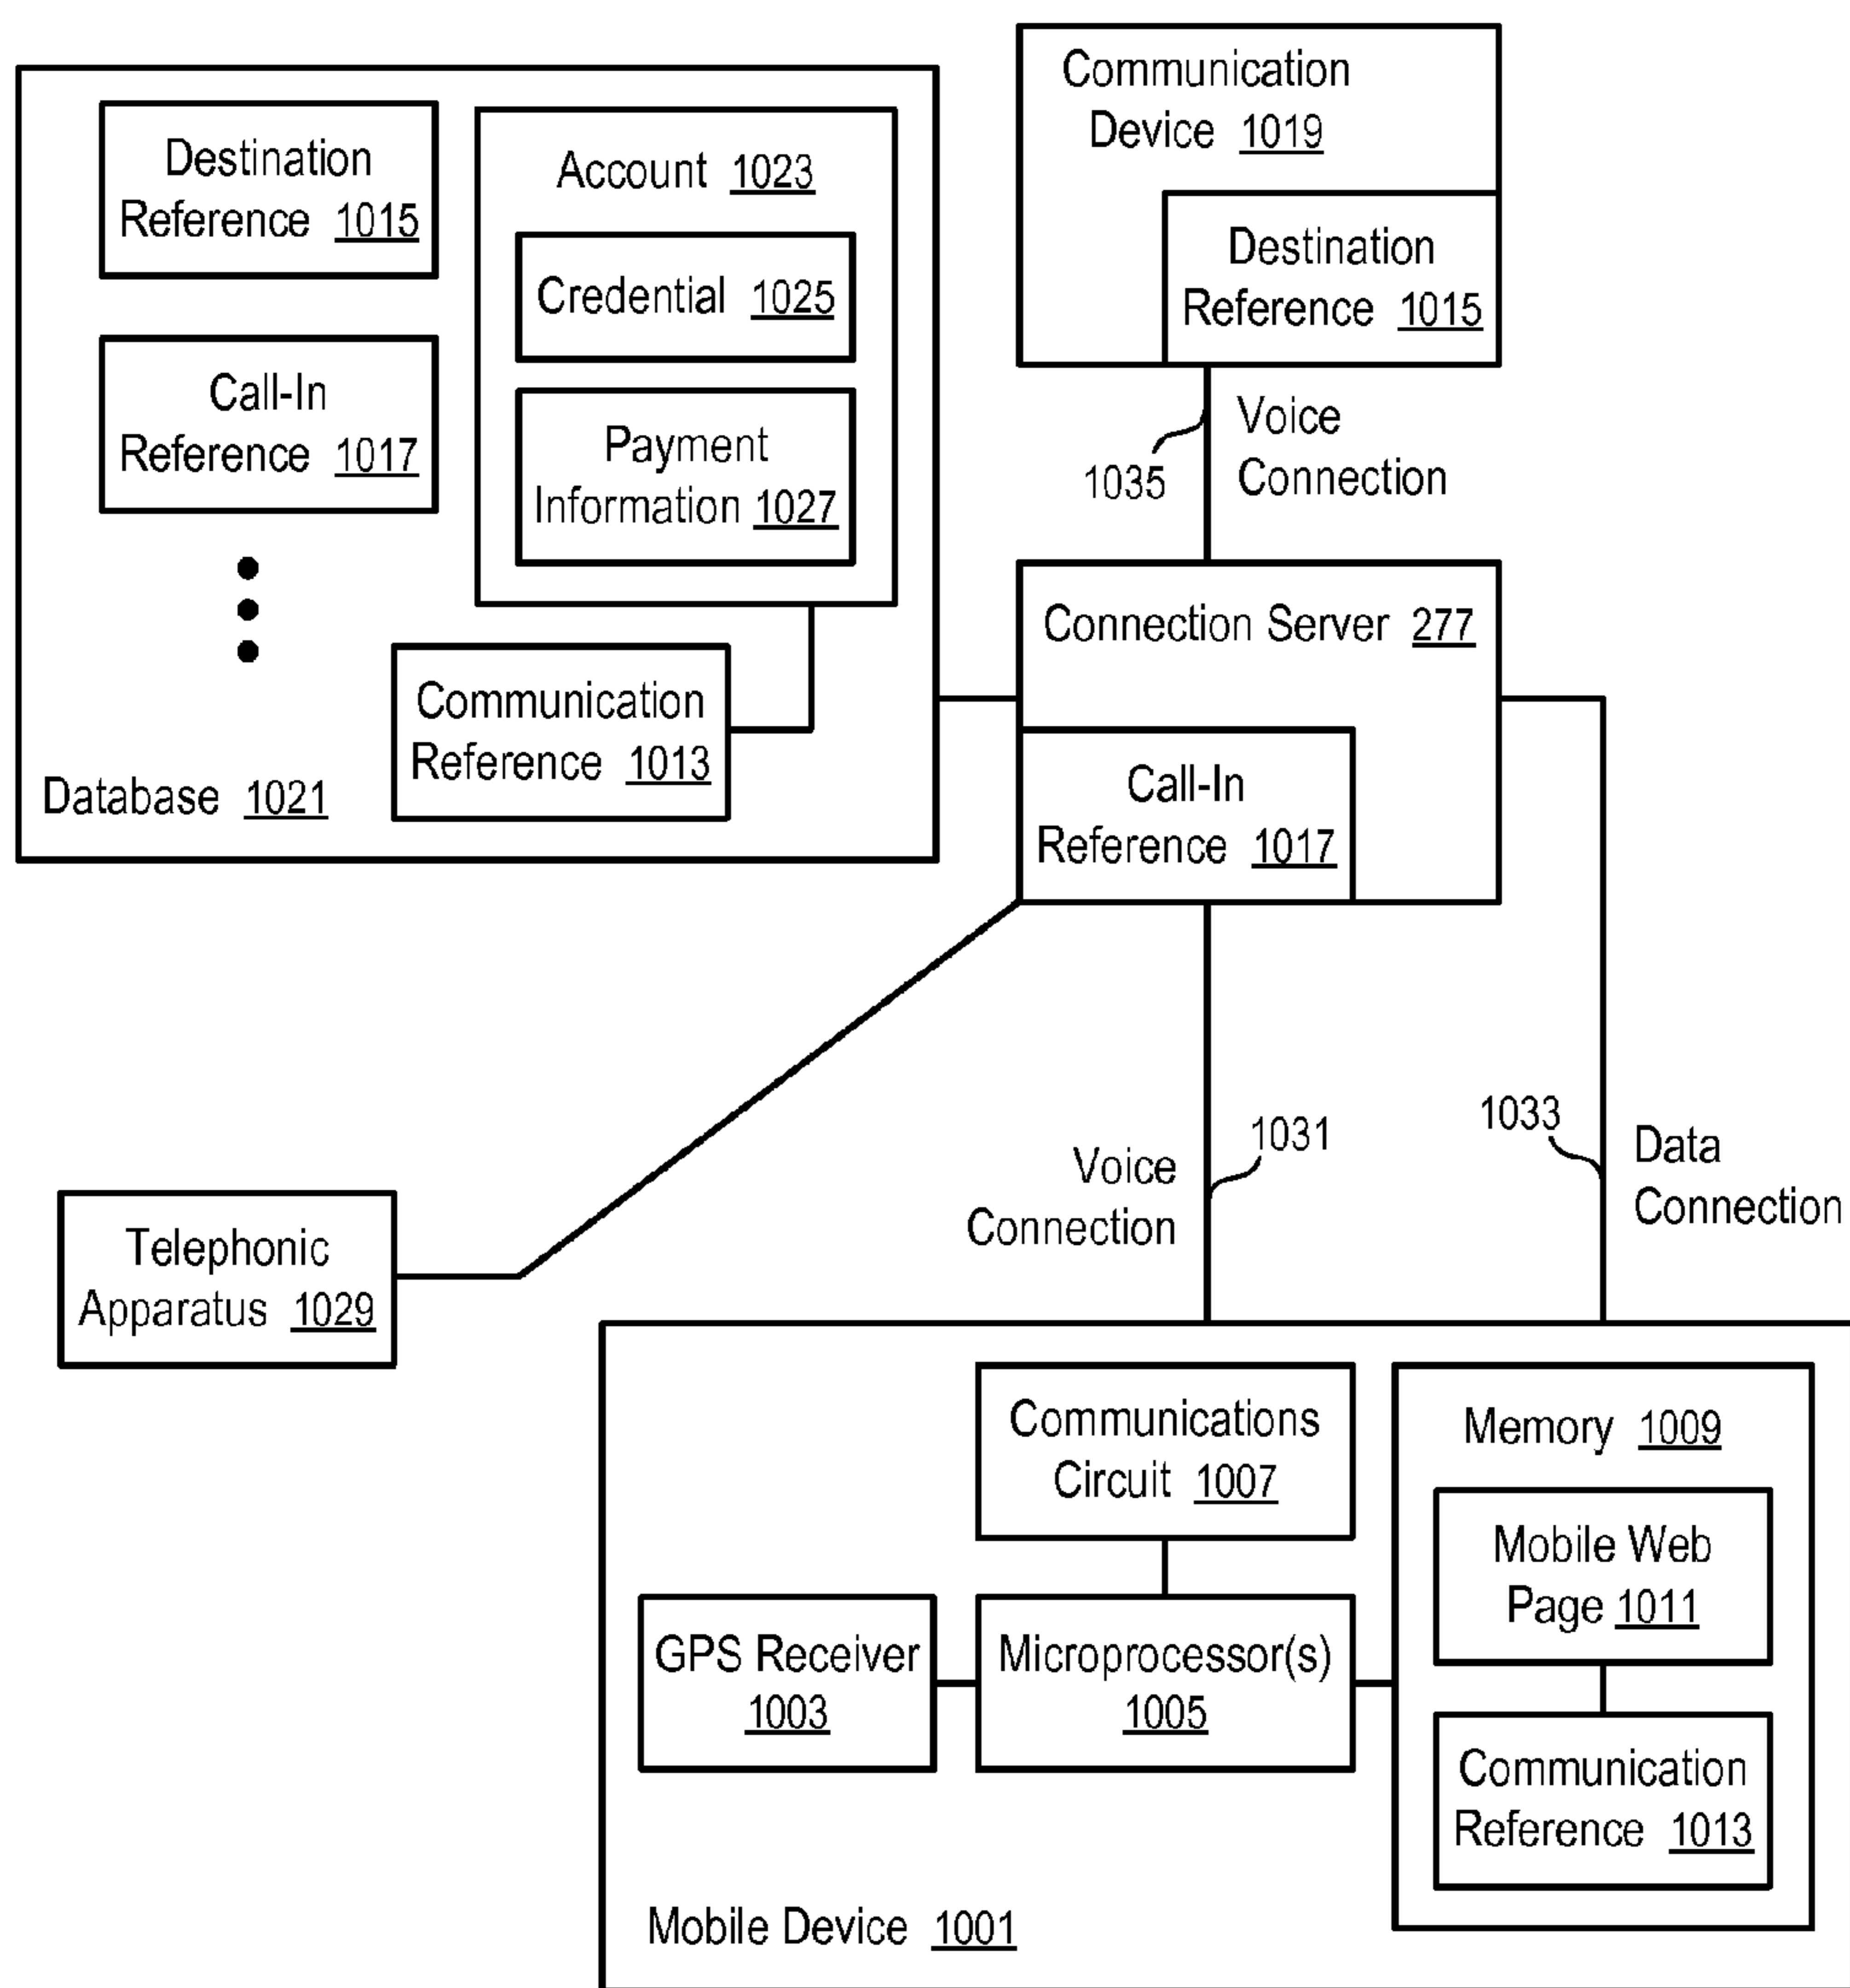 Destination
Reference 1015
Call-In
Reference 1017
Account 1023
Credential 1025
Payment
Information 1027
Communication
Reference 1013
Database 1021
Communication
Device 1019
Destination
Reference 1015
1035
Voice
Connection
Connection Server 277
Call-In
Reference 1017
Telephonic
Apparatus 1029
Voice
Connection
1031
1033
Data
Connection
Communications
Circuit 1007
GPS Receiver
1003
Microprocessor(s)
1005
Memory 1009
Mobile Web
Page 1011
Communication
Reference 1013
Mobile Device 1001